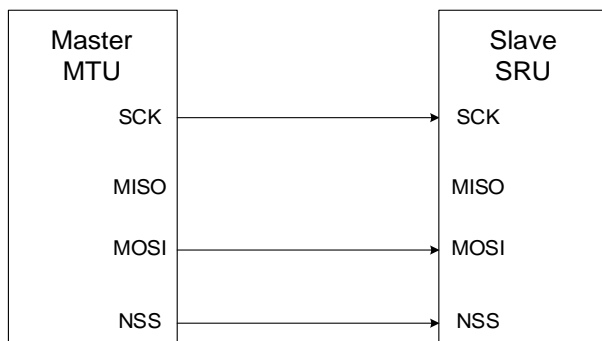 Master
MTU
Slave
SRU
SCK
SCK
MISO
MISO
MOSI
MOSI
NSS
NSS